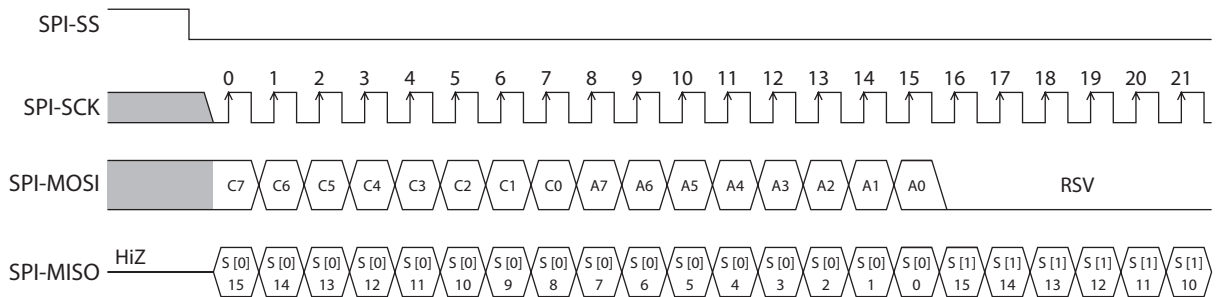 SPI-SS
0 1 2 3 4 5 6 7 8 9 10 11 12 13 14 15 16 17 18 19 20 21
SPI-SCK
SPI-MOSI C7 C6 C5 C4 C3 C2 C1 C0 A7 A6 A5 A4 A3 A2 A1 A0 RSV
HiZ S [0] S [0] S [0] S [0] S [0] S [0] S [0] S [0] S [0] S [0] S [0] S [0] S [0] S [0] S [0] S [0] S [1] S [1] S [1] S [1] S [1] S [1]
SPI-MISO
15 14 13 12 11 10 9 8 7 6 5 4 3 2 1 0 15 14 13 12 11 10